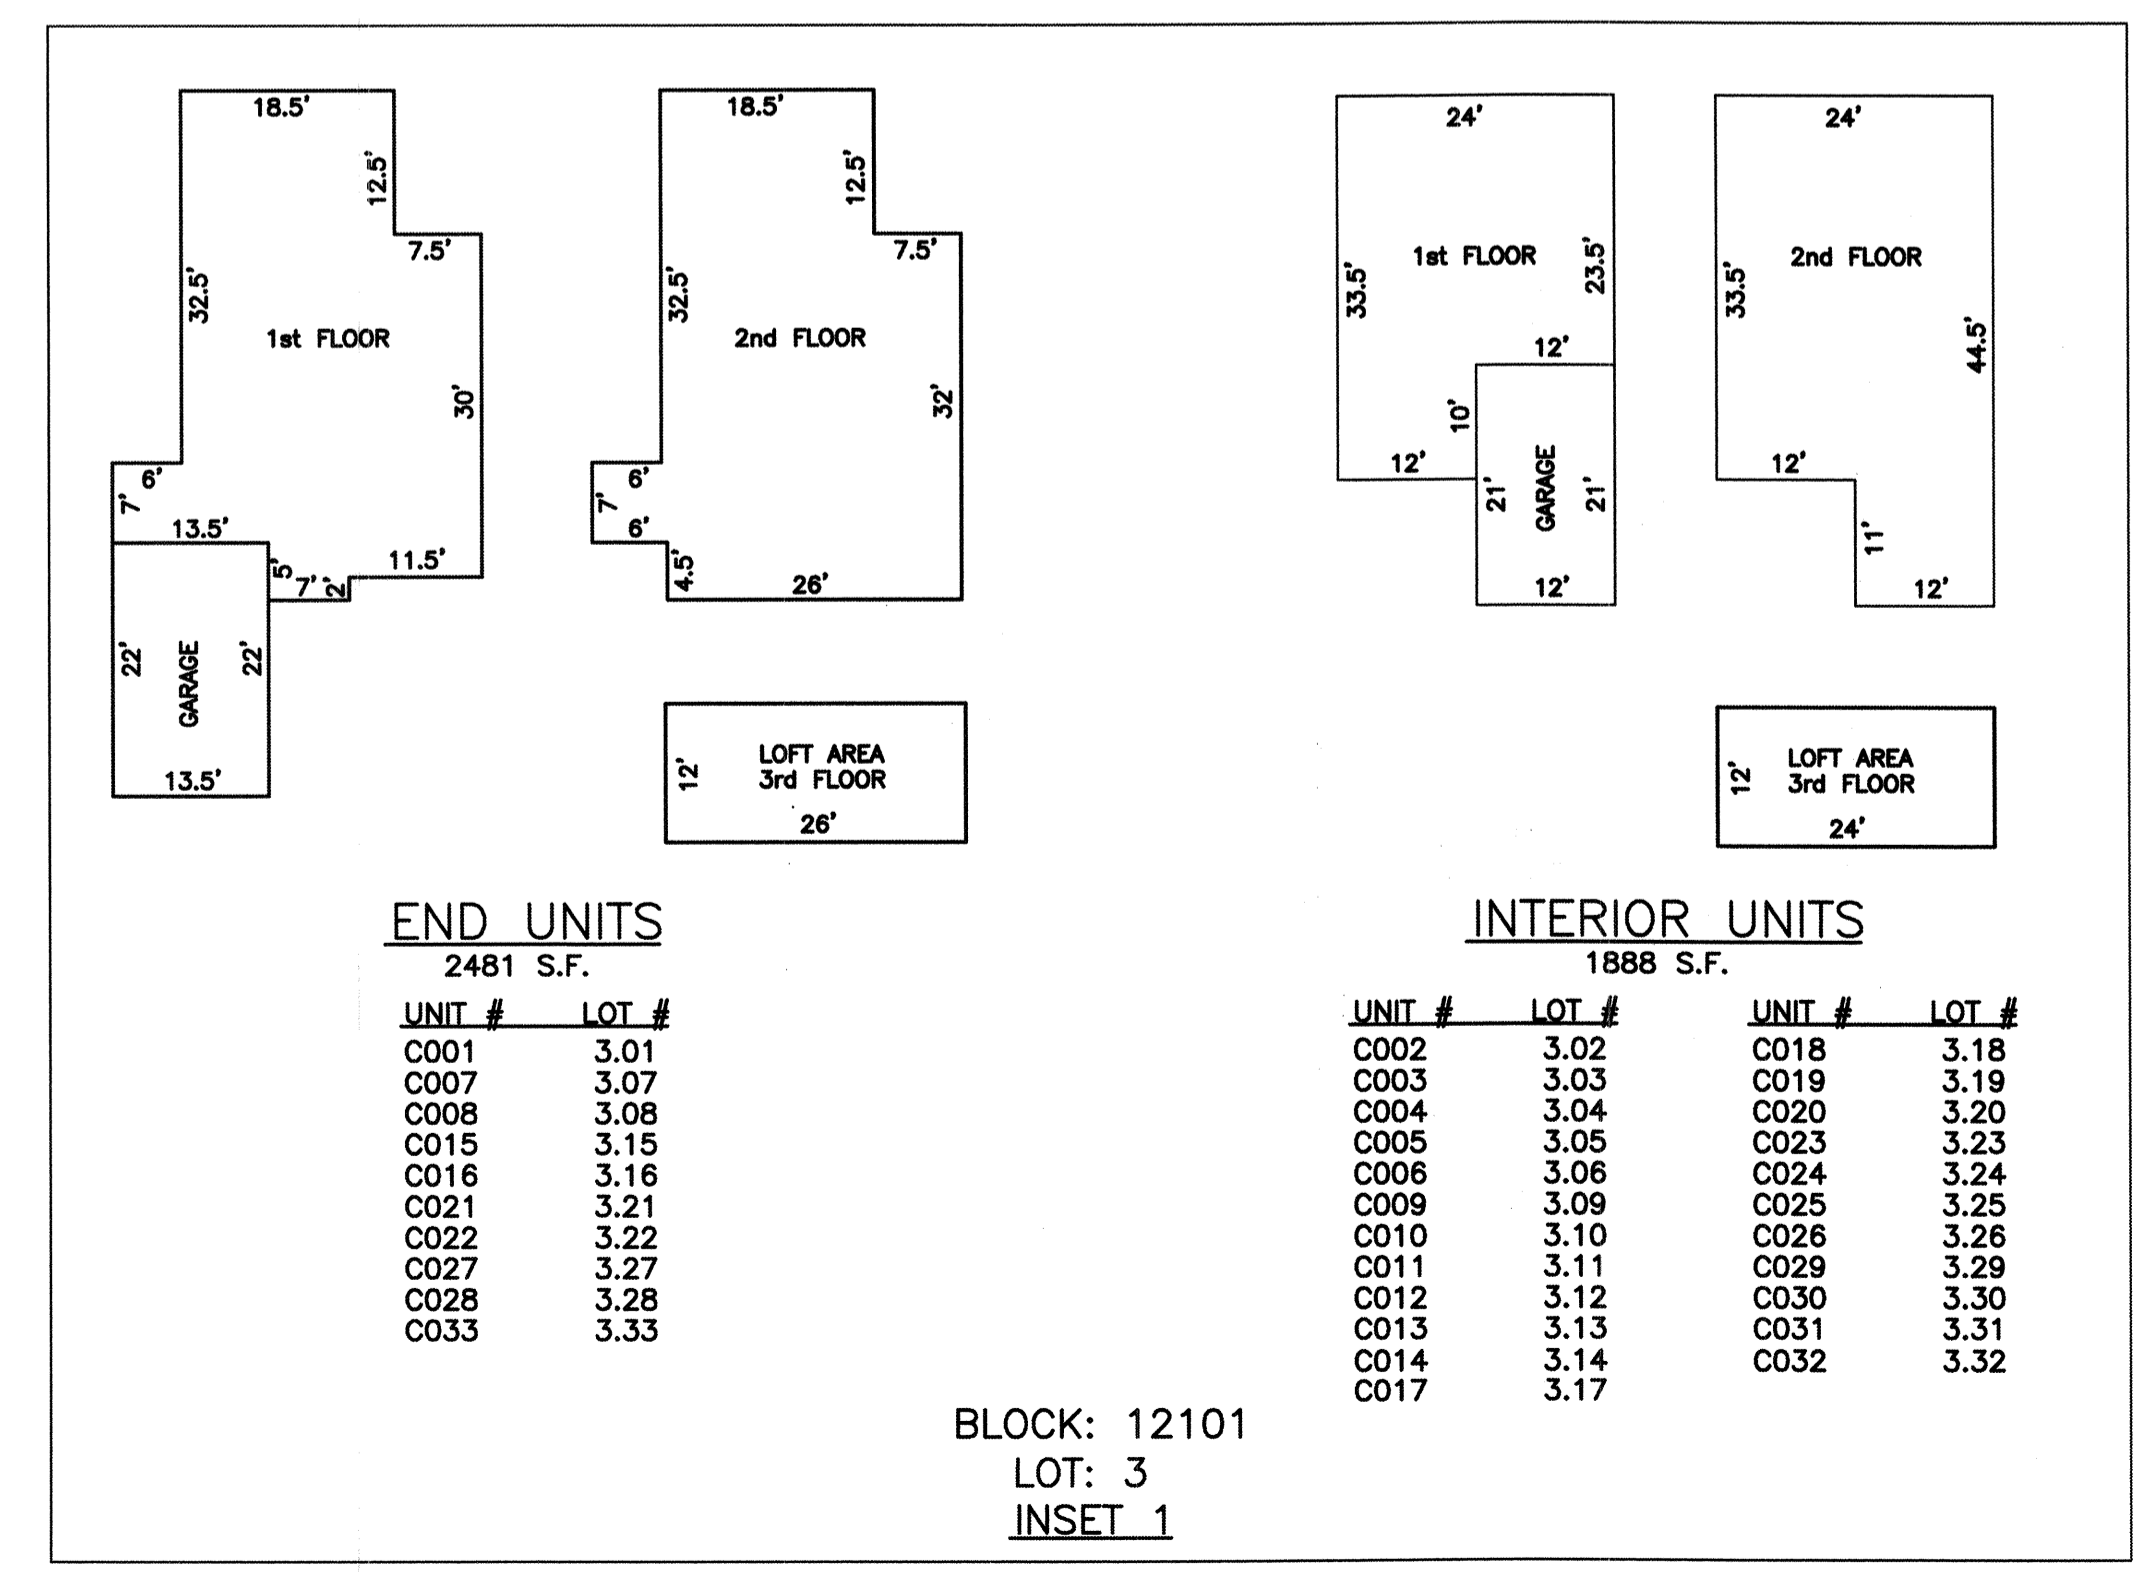 18.5'
12.5'
7.5'
32.5'
1st FLOOR
30'
6'
7'
13.5'
5'
7'
2'
11.5'
22'
GARAGE
22'
13.5'
18.5'
12.5'
7.5'
32.5'
2nd FLOOR
32'
6'
7'
6'
4.5'
26'
12'
LOFT AREA
3rd FLOOR
26'
24'
1st FLOOR
33.5'
23.5'
12'
10'
12'
21'
GARAGE
21'
12'
24'
2nd FLOOR
33.5'
44.5'
12'
11'
12'
12'
LOFT AREA
3rd FLOOR
24'
END UNITS
2481 S.F.
UNIT # LOT #
C001 3.01
C007 3.07
C008 3.08
C015 3.15
C016 3.16
C021 3.21
C022 3.22
C027 3.27
C028 3.28
C033 3.33
INTERIOR UNITS
1888 S.F.
UNIT # LOT # UNIT # LOT #
C002 3.02 C018 3.18
C003 3.03 C019 3.19
C004 3.04 C020 3.20
C005 3.05 C023 3.23
C006 3.06 C024 3.24
C009 3.09 C025 3.25
C010 3.10 C026 3.26
C011 3.11 C029 3.29
C012 3.12 C030 3.30
C013 3.13 C031 3.31
C014 3.14 C032 3.32
C017 3.17
BLOCK: 12101
LOT: 3
INSET 1